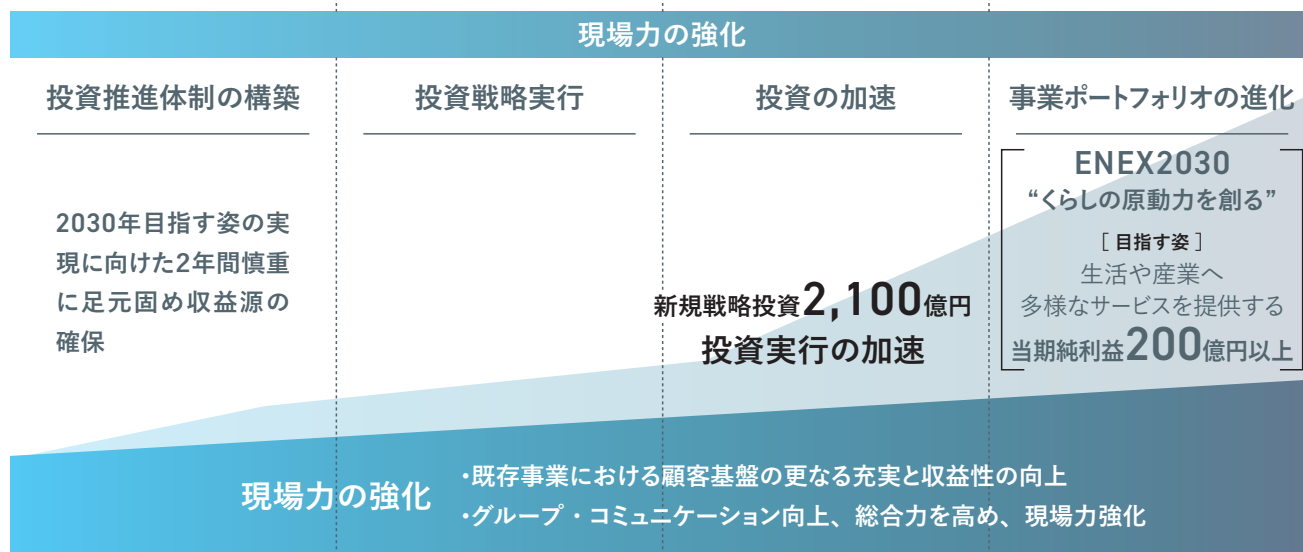 現場力の強化
投資推進体制の構築
投資戦略実行
投資の加速
事業ポートフォリオの進化
2030年目指す姿の実
現に向けた2年間慎重
に足元固め収益源の
確保
新規戦略投資2,100億円
投資実行の加速
ENEX2030
“くらしの原動力を創る”
[ 目指す姿 ]
生活や産業へ
多様なサービスを提供する
当期純利益200億円以上
現場力の強化
・既存事業における顧客基盤の更なる充実と収益性の向上
・グループ・コミュニケーション向上、総合力を高め、現場力強化